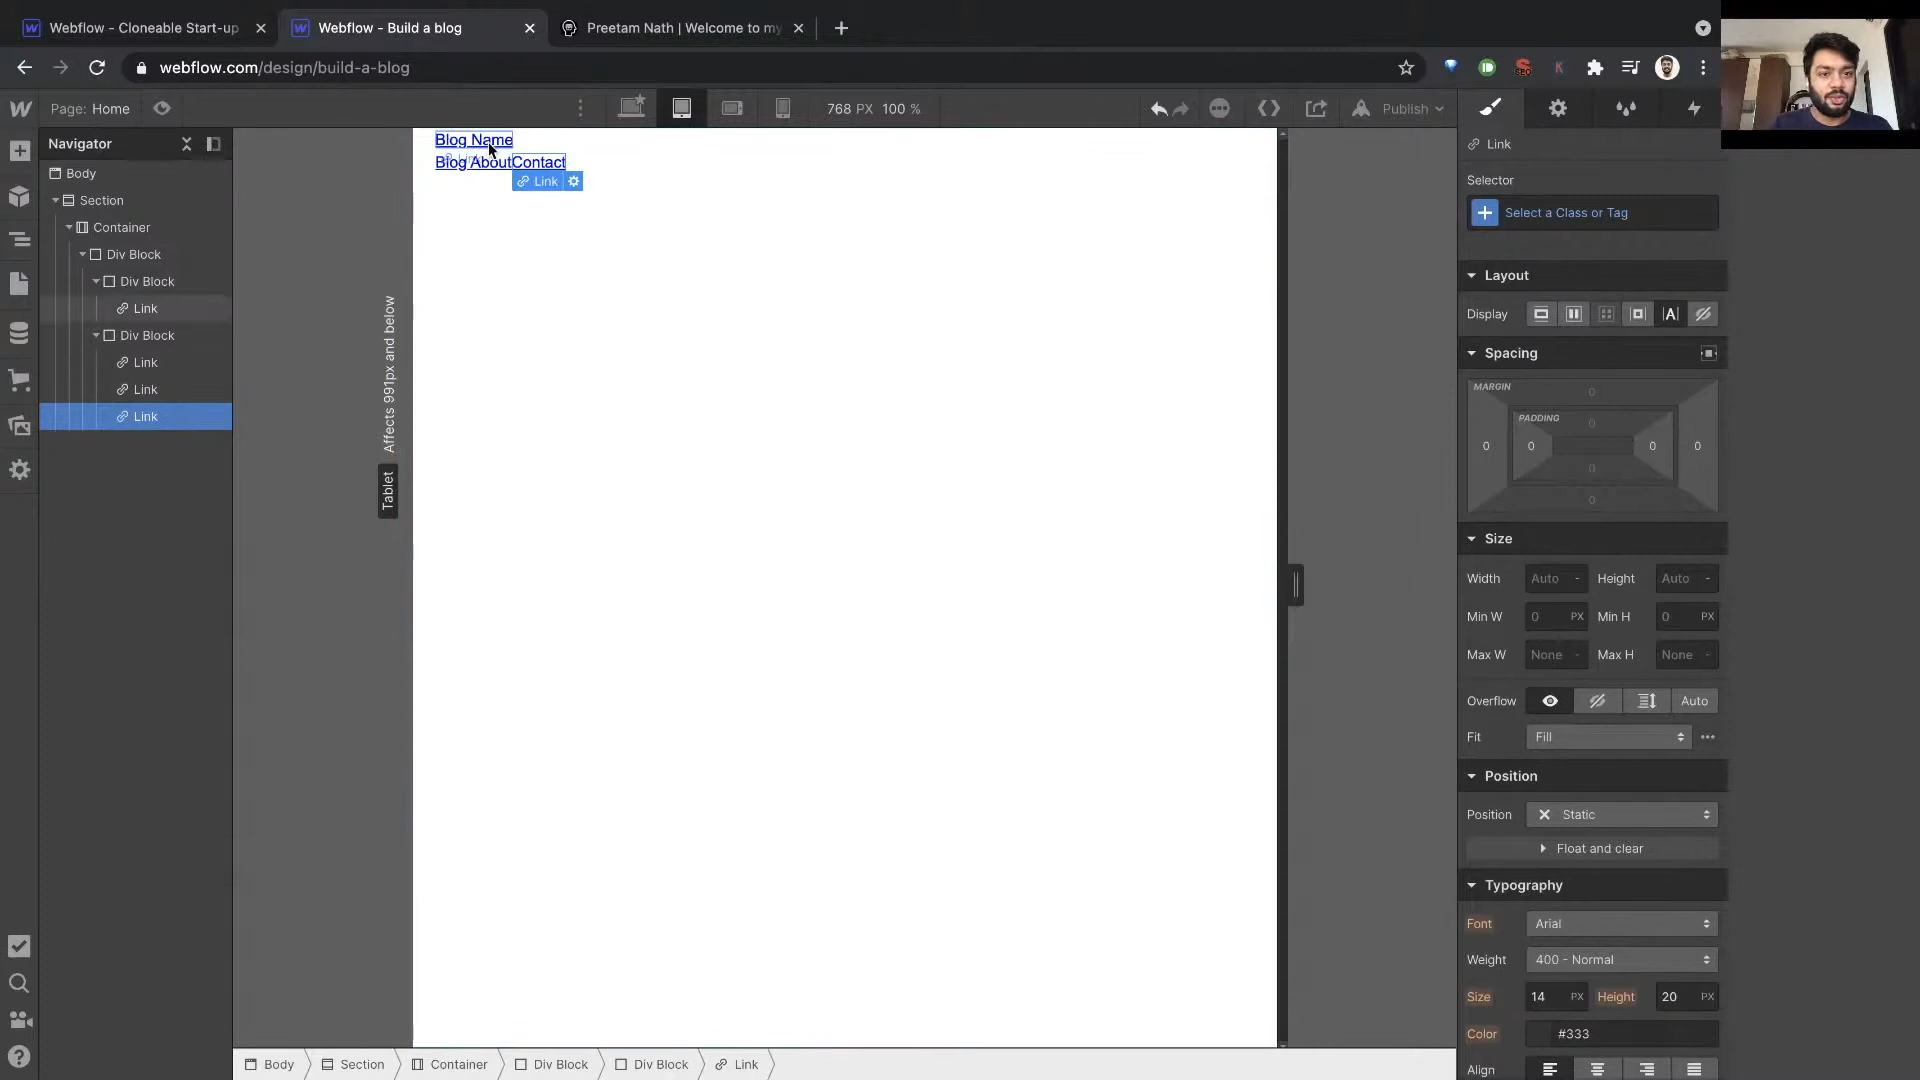 Webflow - Cloneable Start-up
Webflow - Build a blog
Preetam Nath | Welcome to my
webflow.com/design/build-a-blog
Page: Home
768 PX 100 %
Publish
Navigator
Body
Section
Container
Div Block
Div Block
Link
Div Block
Link
Link
Link
Affects 991px and below
Tablet
Blog Name
Blog AboutContact
Link
Link
Selector
Select a Class or Tag
Layout
Display
Spacing
MARGIN
0
PADDING
0
0 0 0 0
0
0
Size
Width Auto - Height Auto -
Min W 0 PX Min H 0 PX
Max W None - Max H None -
Overflow Auto
Fit Fill
Position
Position Static
Float and clear
Typography
Font Arial
Weight 400 - Normal
Size 14 PX Height 20 PX
Color #333
Align
Body Section Container Div Block Div Block Link